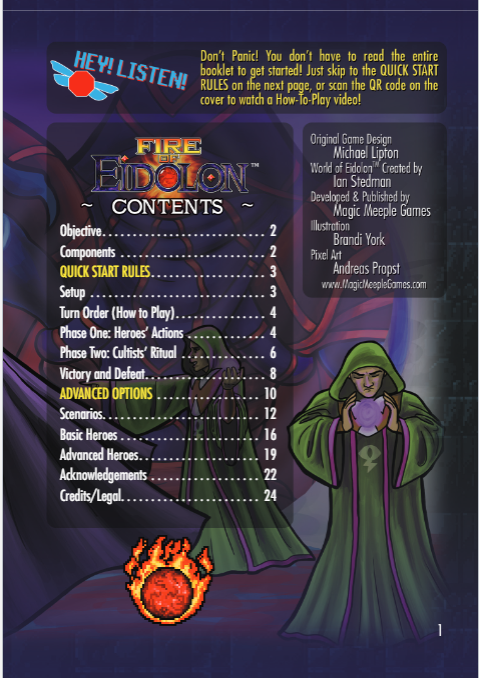 HEY! LISTEN!
Don't Panic! You don't have to read the entire
booklet to get started! Just skip to the QUICK START
RULES on the next page, or scan the QR code on the
cover to watch a How-To-Play video!
FIRE
OF
EIDOLON™
~ CONTENTS ~
Objective. . . . . . . . . . . . . . . . . . . . . . . . . . 2
Components . . . . . . . . . . . . . . . . . . . . . . . 2
QUICK START RULES. . . . . . . . . . . . . . . . . . 3
Setup . . . . . . . . . . . . . . . . . . . . . . . . . . . . 3
Turn Order (How to Play). . . . . . . . . . . . . . 4
Phase One: Heroes' Actions . . . . . . . . . . . . 4
Phase Two: Cultists' Ritual . . . . . . . . . . . . . 6
Victory and Defeat. . . . . . . . . . . . . . . . . . . 8
ADVANCED OPTIONS . . . . . . . . . . . . . . . . 10
Scenarios. . . . . . . . . . . . . . . . . . . . . . . . . 12
Basic Heroes . . . . . . . . . . . . . . . . . . . . . . 16
Advanced Heroes. . . . . . . . . . . . . . . . . . . 19
Acknowledgements . . . . . . . . . . . . . . . . . 22
Credits/Legal. . . . . . . . . . . . . . . . . . . . . . 24
Original Game Design
Michael Lipton
World of Eidolon™ Created by
Ian Stedman
Developed & Published by
Magic Meeple Games
Illustration
Brandi York
Pixel Art
Andreas Propst
www.MagicMeepleGames.com
1